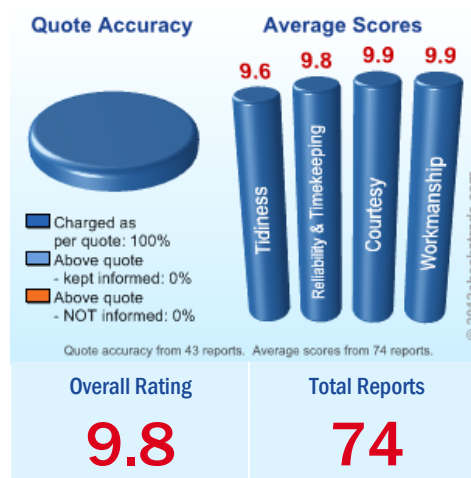 Quote Accuracy
Average Scores
9.6
9.8
9.9
9.9
Tidiness
Reliability & Timekeeping
Courtesy
Workmanship
Charged as
per quote: 100%
Above quote
- kept informed: 0%
Above quote
- NOT informed: 0%
Quote accuracy from 43 reports. Average scores from 74 reports.
Overall Rating
Total Reports
9.8
74